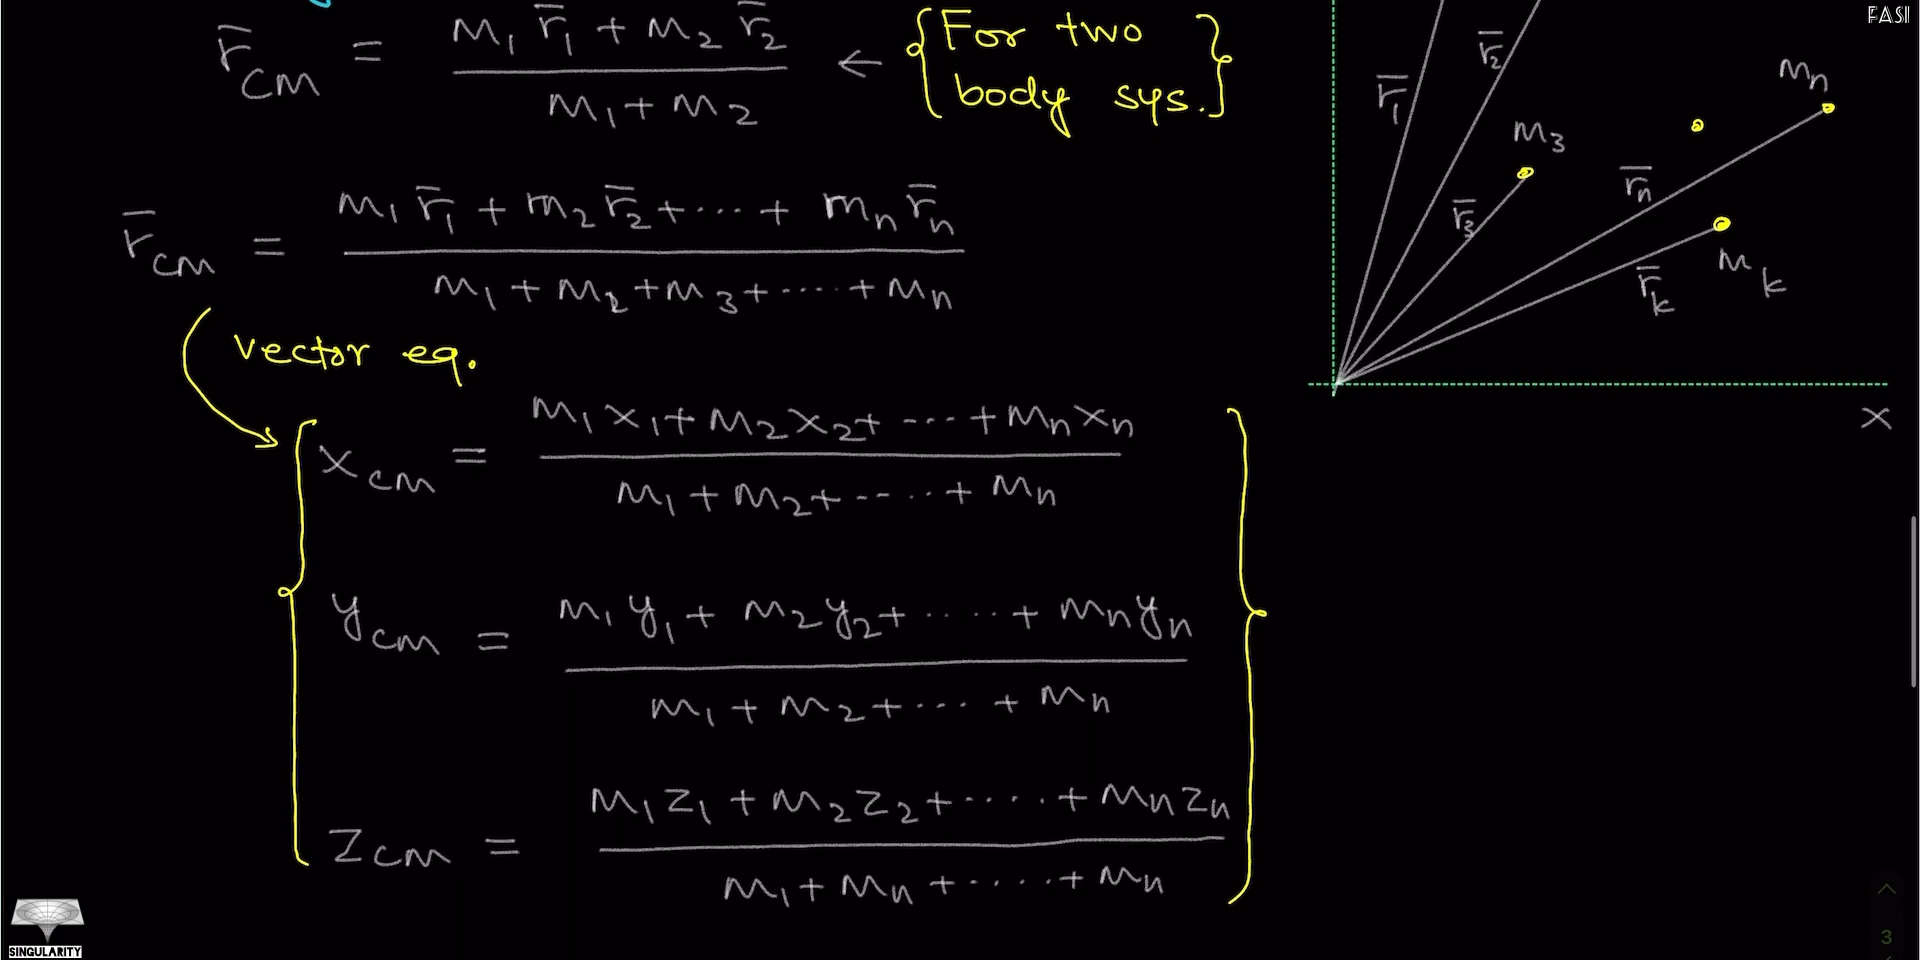 r̅cm = m₁ r̅₁ + m₂ r̅₂ / m₁ + m₂ ← {For two body sys.}
r̅cm = m₁ r̅₁ + m₂ r̅₂ + ··· + mₙ r̅ₙ / m₁ + m₂ + m₃ + ····· + mₙ
vector eq.
xcm = m₁x₁ + m₂x₂ + ···· + mₙxₙ / m₁ + m₂ + ····· + mₙ
ycm = m₁y₁ + m₂y₂ + ····· + mₙyₙ / m₁ + m₂ + ···· + mₙ
zcm = m₁z₁ + m₂z₂ + ····· + mₙzₙ / m₁ + mₙ + ····· + mₙ
EASI
r̅₁
r̅₂
m₃
r̅₃
mₙ
r̅ₙ
mₖ
r̅ₖ
x
3
SINGULARITY